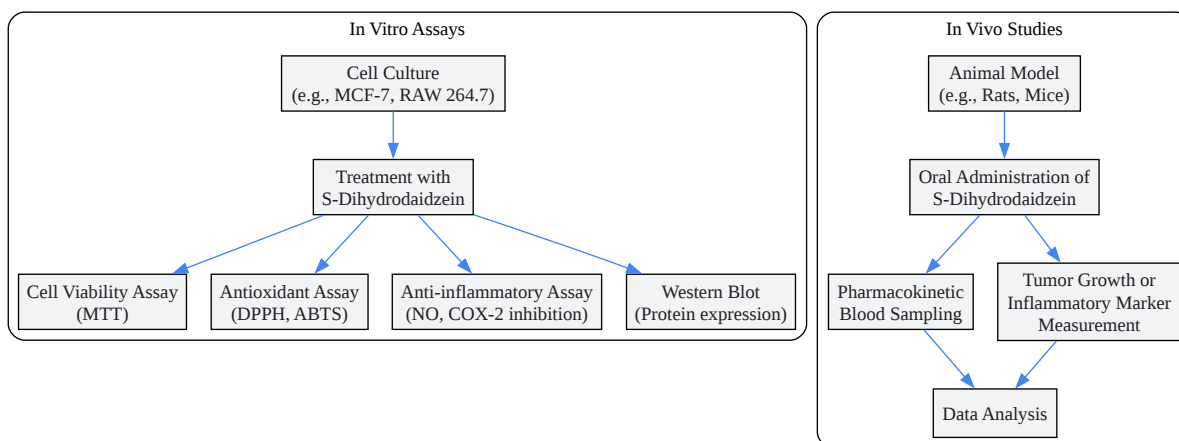 In Vitro Assays
Cell Culture
(e.g., MCF-7, RAW 264.7)
Treatment with
S-Dihydrodaidzein
Cell Viability Assay
(MTT)
Antioxidant Assay
(DPPH, ABTS)
Anti-inflammatory Assay
(NO, COX-2 inhibition)
Western Blot
(Protein expression)
In Vivo Studies
Animal Model
(e.g., Rats, Mice)
Oral Administration of
S-Dihydrodaidzein
Pharmacokinetic
Blood Sampling
Tumor Growth or
Inflammatory Marker
Measurement
Data Analysis